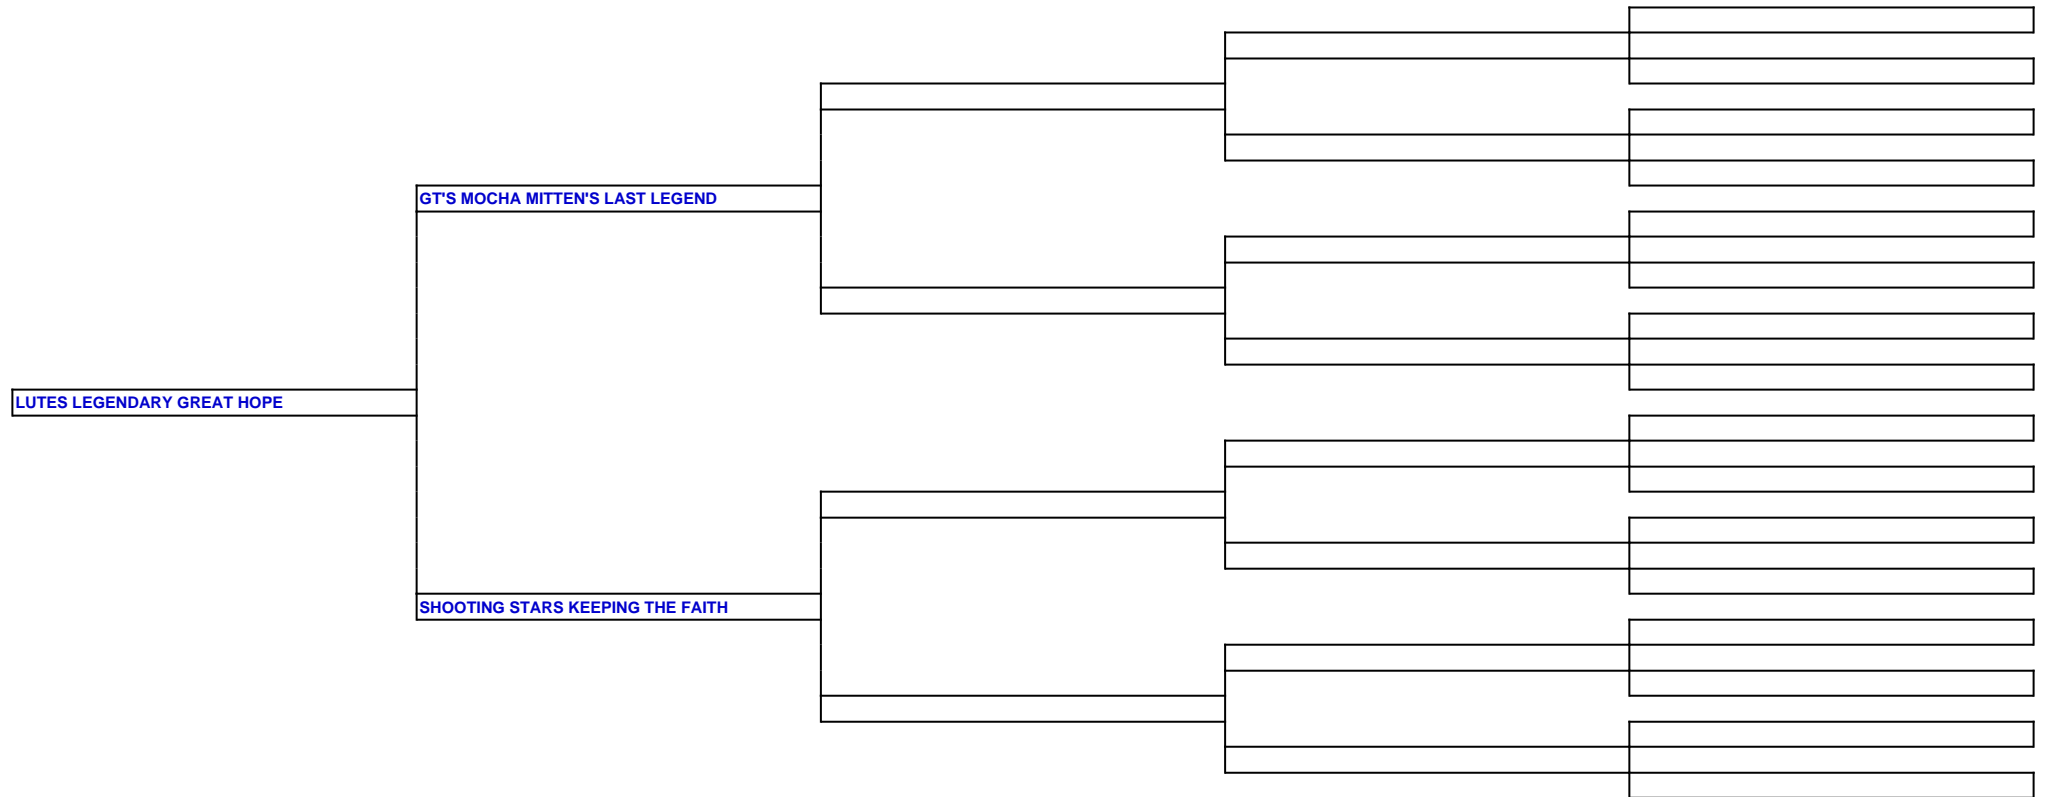 GT'S MOCHA MITTEN'S LAST LEGEND
LUTES LEGENDARY GREAT HOPE
SHOOTING STARS KEEPING THE FAITH